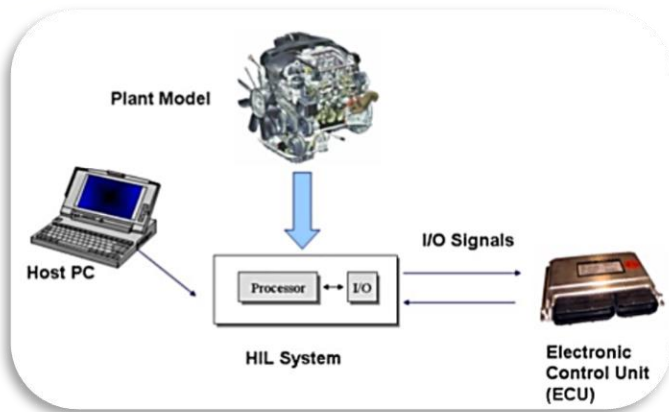 Plant Model
Host PC
I/O Signals
Processor
I/O
HIL System
Electronic
Control Unit
(ECU)